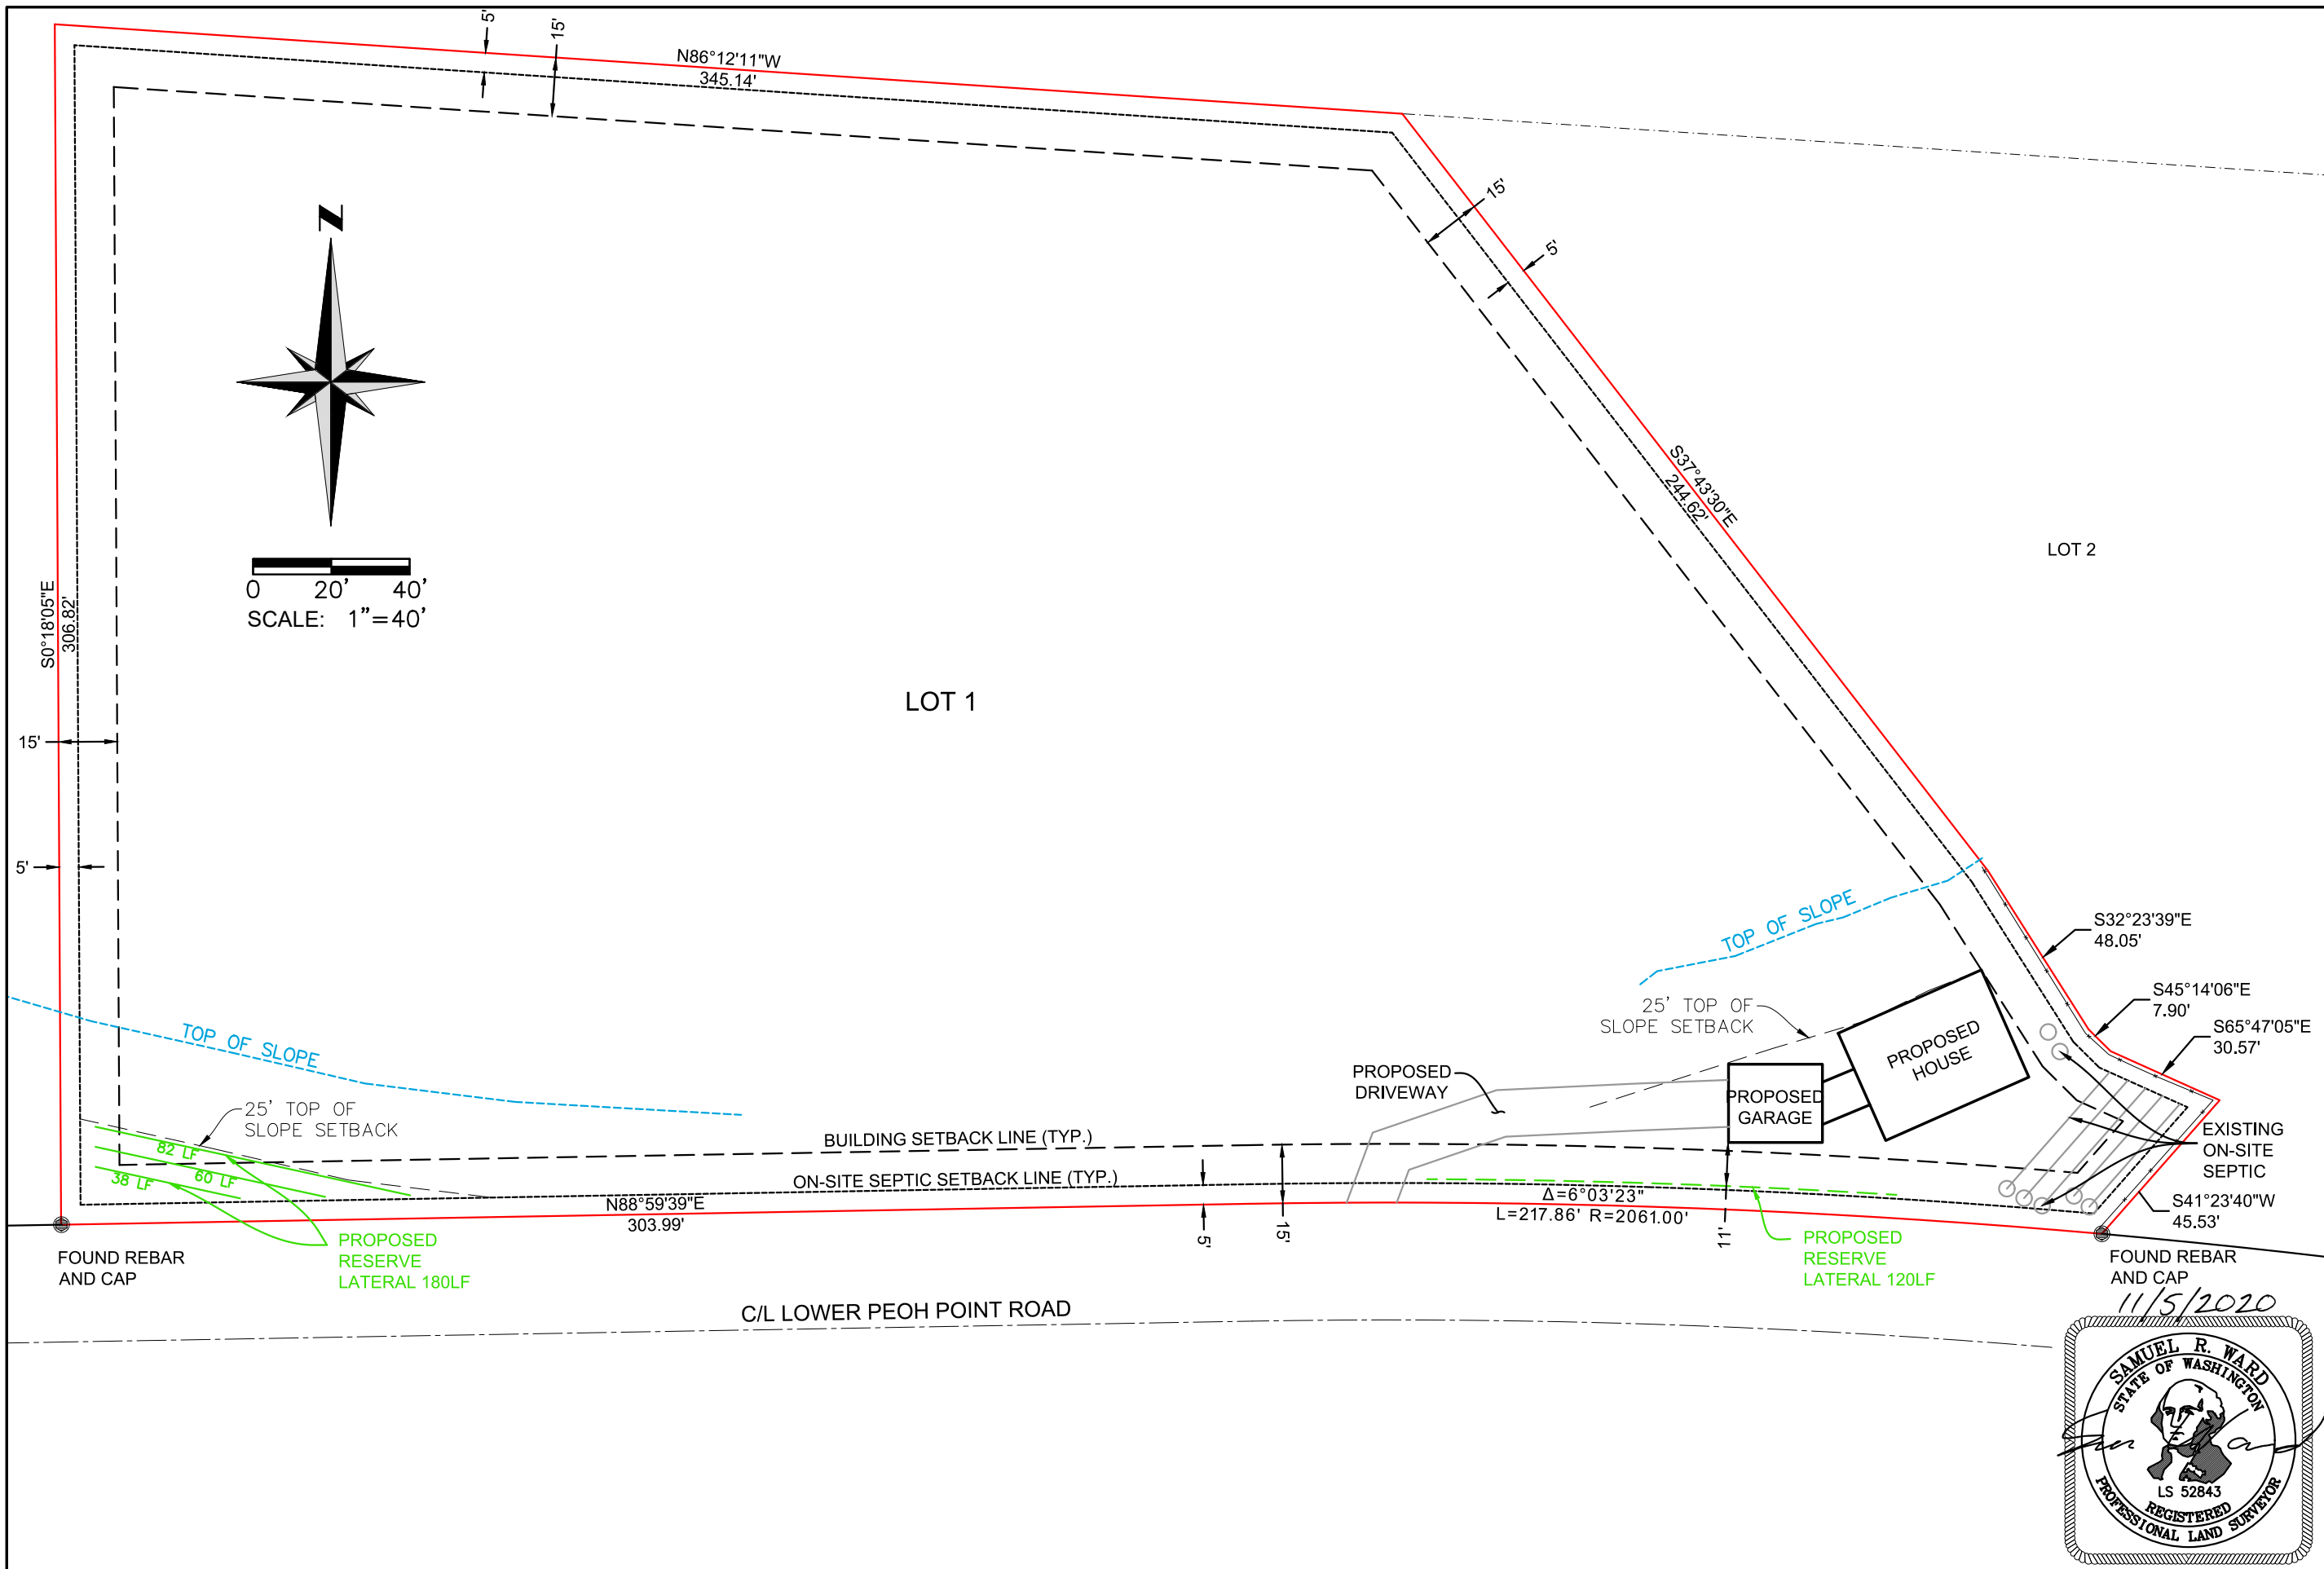 5'
15'
N86°12'11"W
345.14'
N
15'
5'
S37°43'30"E
244.62'
LOT 2
0 20' 40'
SCALE: 1"=40'
S0°18'05"E
306.82'
LOT 1
15'
5'
TOP OF SLOPE
S32°23'39"E
48.05'
S45°14'06"E
7.90'
S65°47'05"E
30.57'
25' TOP OF
SLOPE SETBACK
TOP OF SLOPE
PROPOSED
HOUSE
PROPOSED
DRIVEWAY
PROPOSED
GARAGE
25' TOP OF
SLOPE SETBACK
82 LF
60 LF
38 LF
BUILDING SETBACK LINE (TYP.)
ON-SITE SEPTIC SETBACK LINE (TYP.)
EXISTING
ON-SITE
SEPTIC
N88°59'39"E
303.99'
Δ=6°03'23"
L=217.86' R=2061.00'
S41°23'40"W
45.53'
5'
15'
11'
PROPOSED
RESERVE
LATERAL 180LF
PROPOSED
RESERVE
LATERAL 120LF
FOUND REBAR
AND CAP
FOUND REBAR
AND CAP
C/L LOWER PEOH POINT ROAD
11/5/2020
SAMUEL R. WARD
STATE OF WASHINGTON
LS 52843
REGISTERED
PROFESSIONAL LAND SURVEYOR